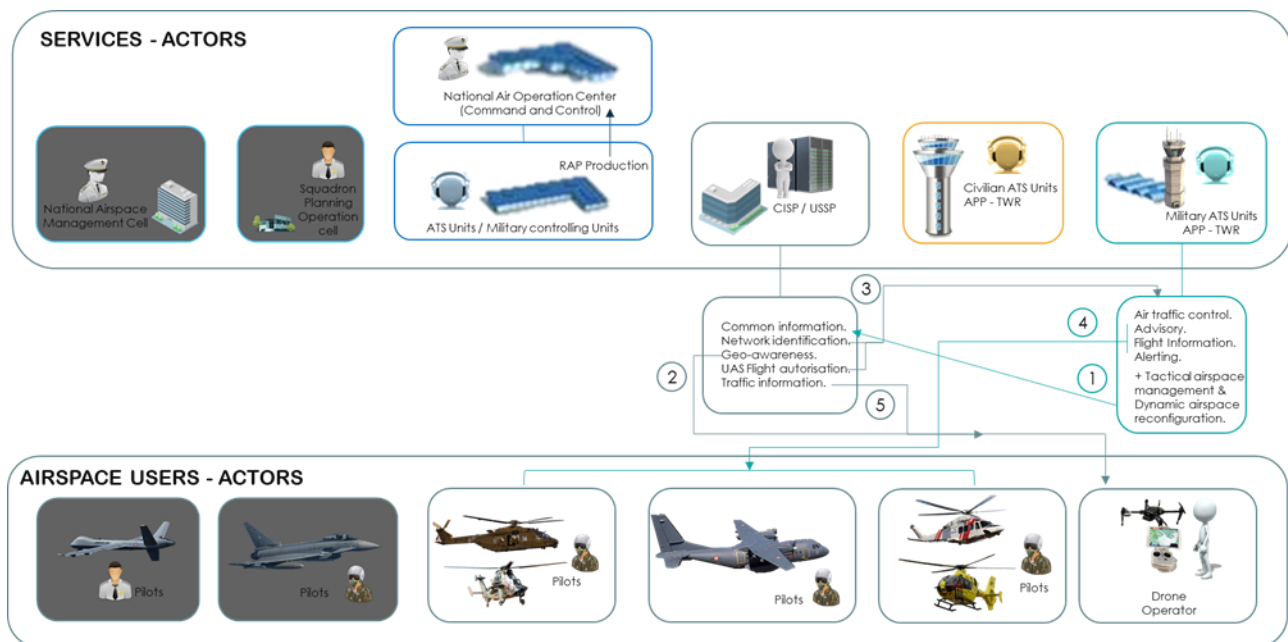 SERVICES - ACTORS
National Air Operation Center
(Command and Control)
RAP Production
National Airspace
Management Cell
Squadron
Planning Operation
cell
ATS Units / Military controlling Units
CISP / USSP
Civilian ATS Units
APP - TWR
Military ATS Units
APP - TWR
3
Common information.
Network identification.
Geo-awareness.
UAS Flight autorisation.
Traffic information.
2
5
4
1
Air traffic control.
Advisory.
Flight Information.
Alerting.
+ Tactical airspace
management &
Dynamic airspace
reconfiguration.
AIRSPACE USERS - ACTORS
Pilots
Pilots
Pilots
Pilots
Pilots
Drone
Operator